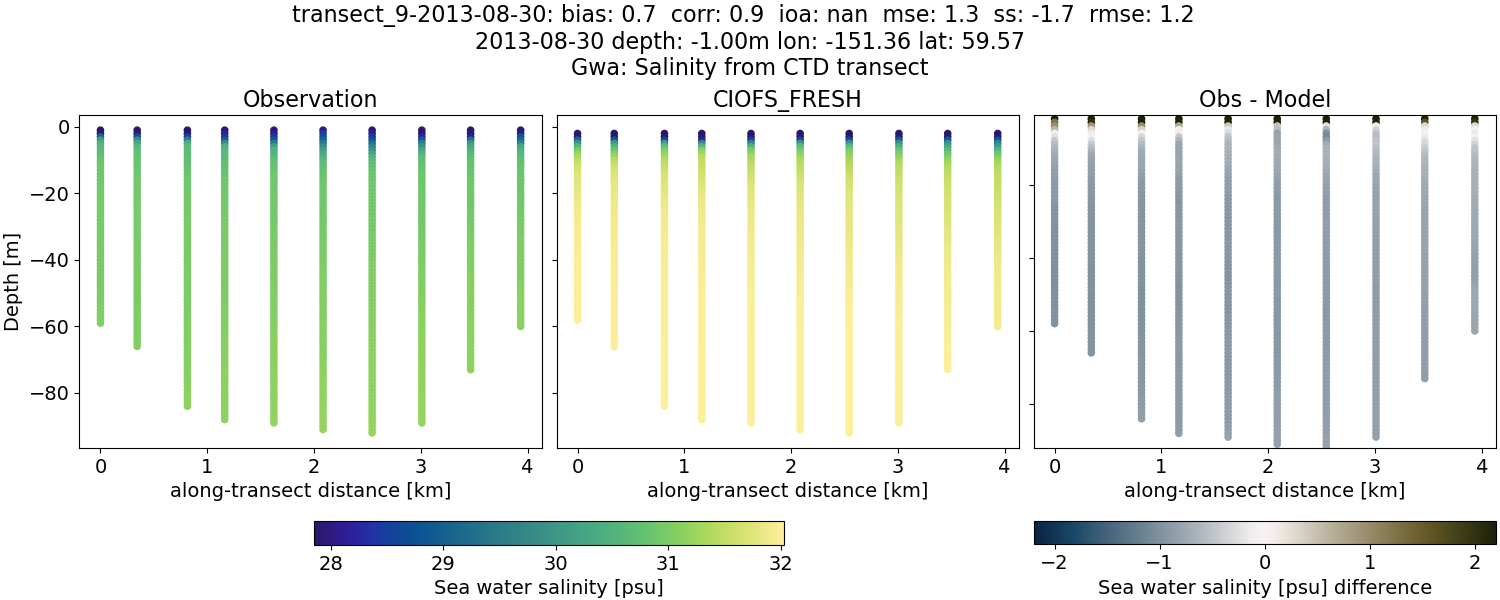 transect_9-2013-08-30: bias: 0.7  corr: 0.9  ioa: nan  mse: 1.3  ss: -1.7  rmse: 1.2
2013-08-30 depth: -1.00m lon: -151.36 lat: 59.57
Gwa: Salinity from CTD transect
Observation
CIOFS_FRESH
Obs - Model
Depth [m]
0
−20
−40
−60
−80
0 1 2 3 4
0 1 2 3 4
0 1 2 3 4
along-transect distance [km]
along-transect distance [km]
along-transect distance [km]
28 29 30 31 32
Sea water salinity [psu]
−2 −1 0 1 2
Sea water salinity [psu] difference